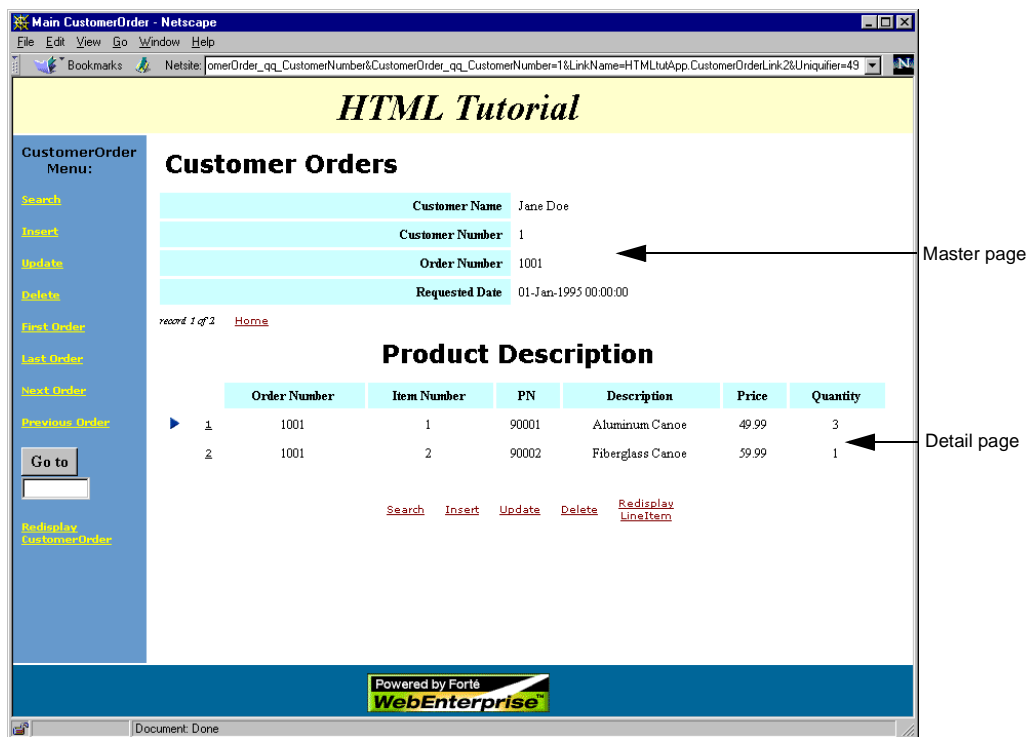 Main CustomerOrder - Netscape
File Edit View Go Window Help
Bookmarks Netsite: omerOrder_qq_CustomerNumber&CustomerOrder_qq_CustomerNumber=1&LinkName=HTMLtutApp.CustomerOrderLink2&Uniquifier=49
N
HTML Tutorial
CustomerOrder
Menu:
Search
Insert
Update
Delete
First Order
Last Order
Next Order
Previous Order
Go to
Redisplay
CustomerOrder
Customer Orders
Customer Name Jane Doe
Customer Number 1
Order Number 1001
Requested Date 01-Jan-1995 00:00:00
record 1 of 2 Home
Master page
Product Description
Order Number Item Number PN Description Price Quantity
1 1001 1 90001 Aluminum Canoe 49.99 3
2 1001 2 90002 Fiberglass Canoe 59.99 1
Detail page
Search Insert Update Delete Redisplay
LineItem
Powered by Forté
WebEnterprise™
Document: Done